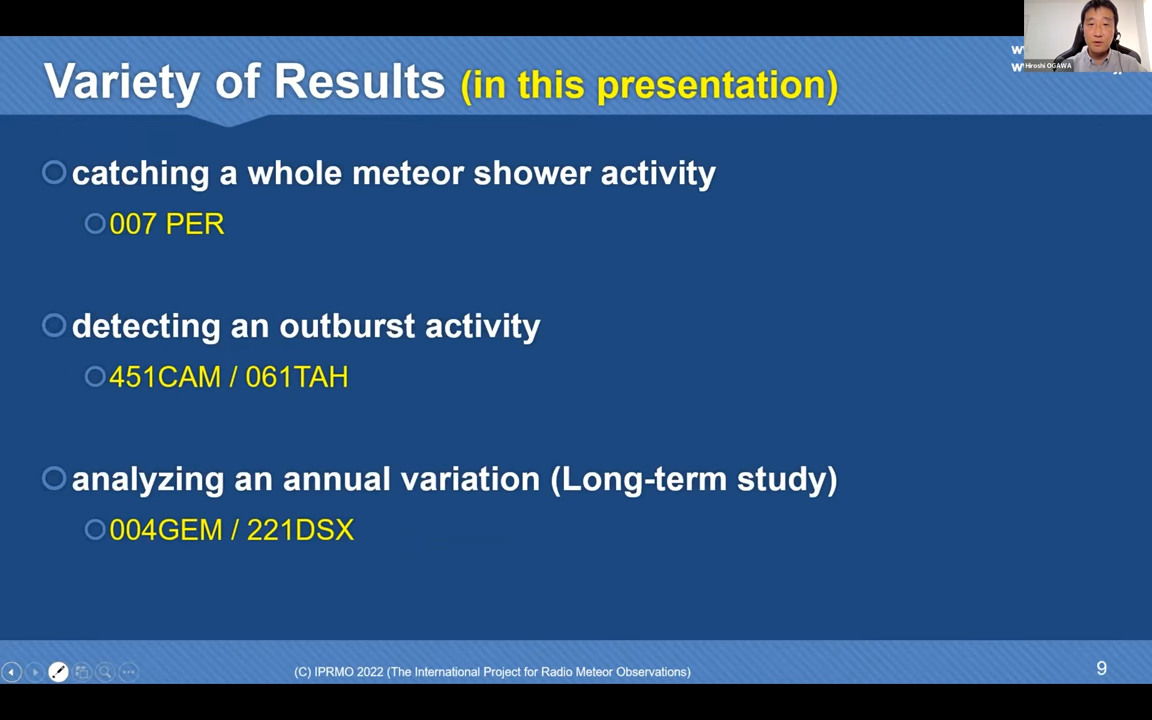 Variety of Results (in this presentation)
Hiroshi OGAWA
catching a whole meteor shower activity
007 PER
detecting an outburst activity
451CAM / 061TAH
analyzing an annual variation (Long-term study)
004GEM / 221DSX
(C) IPRMO 2022 (The International Project for Radio Meteor Observations)
9